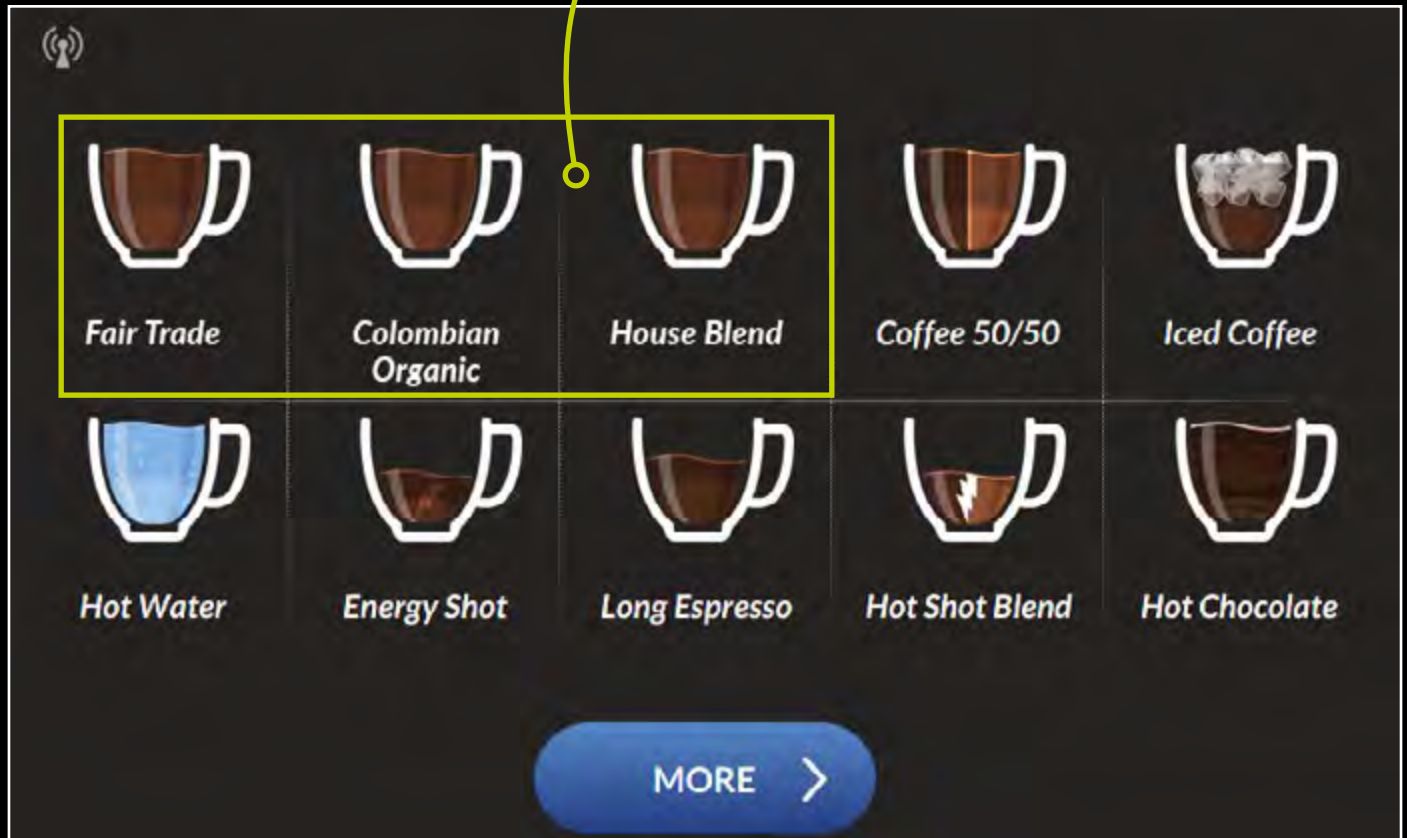 Fair Trade
Colombian
Organic
House Blend
Coffee 50/50
Iced Coffee
Hot Water
Energy Shot
Long Espresso
Hot Shot Blend
Hot Chocolate
MORE